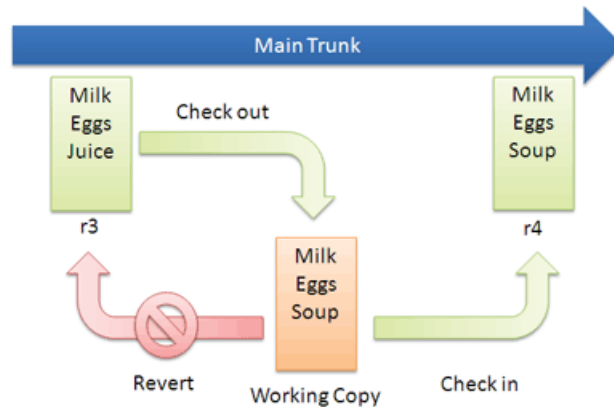 Main Trunk
Milk
Eggs
Juice
r3
Check out
Milk
Eggs
Soup
r4
Milk
Eggs
Soup
Revert
Working Copy
Check in